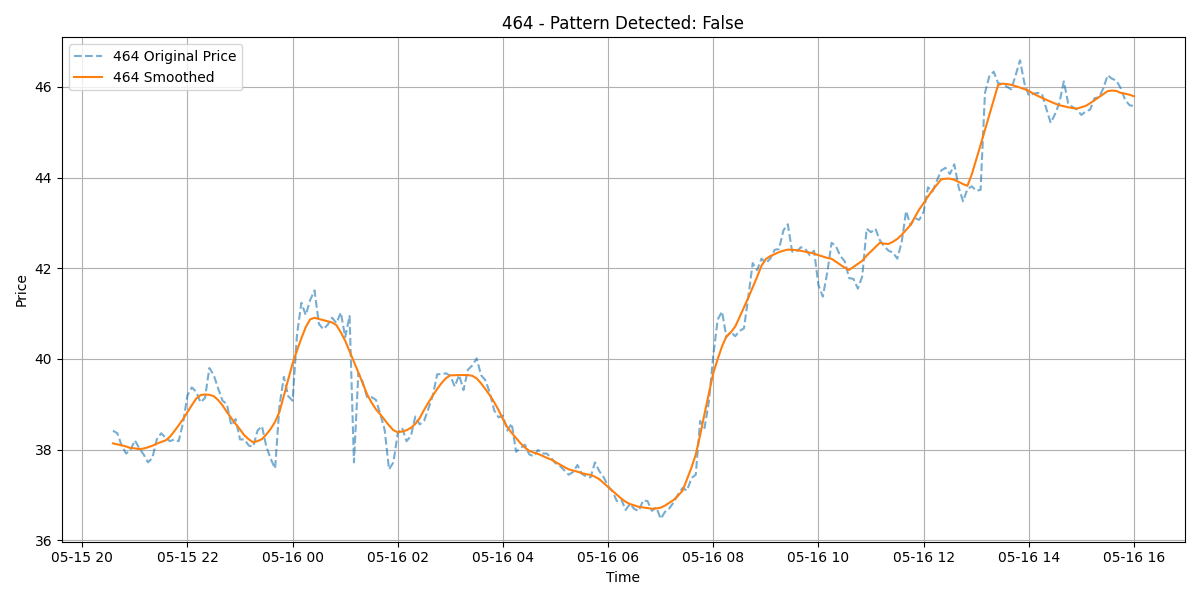 464 - Pattern Detected: False
464 Original Price
464 Smoothed
Price
46
44
42
40
38
36
05-15 20 05-15 22 05-16 00 05-16 02 05-16 04 05-16 06 05-16 08 05-16 10 05-16 12 05-16 14 05-16 16
Time